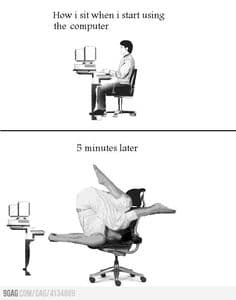 How i sit when i start using
the computer
5 minutes later
9GAG.COM/GAG/4134889